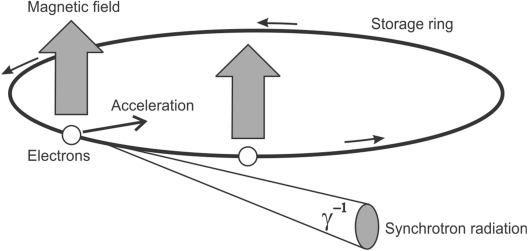 Magnetic field
Storage ring
Acceleration
Electrons
γ⁻¹
Synchrotron radiation